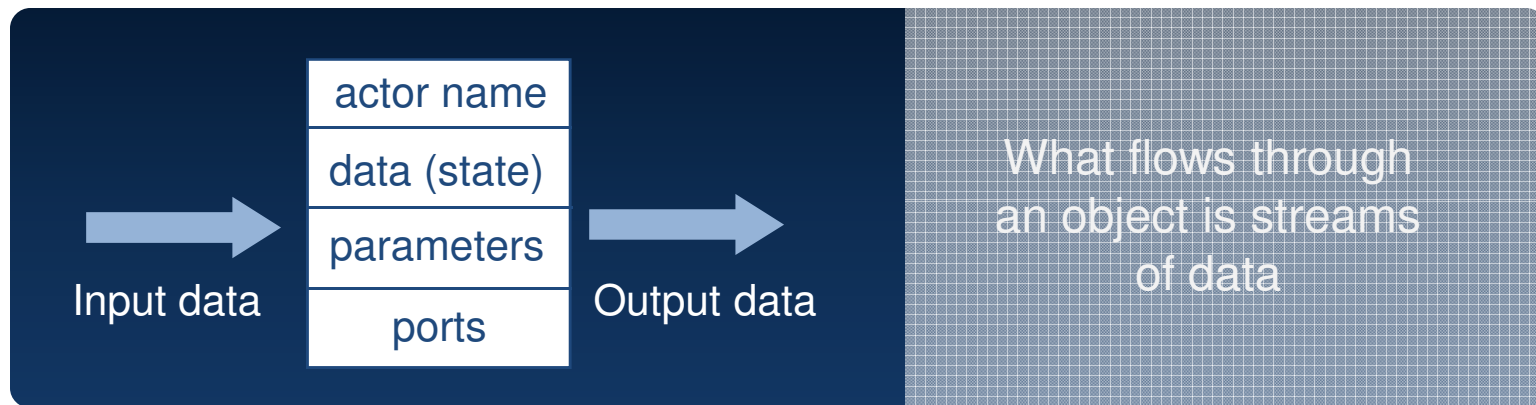 actor name
data (state)
parameters
ports
Input data
Output data
What flows through
an object is streams
of data